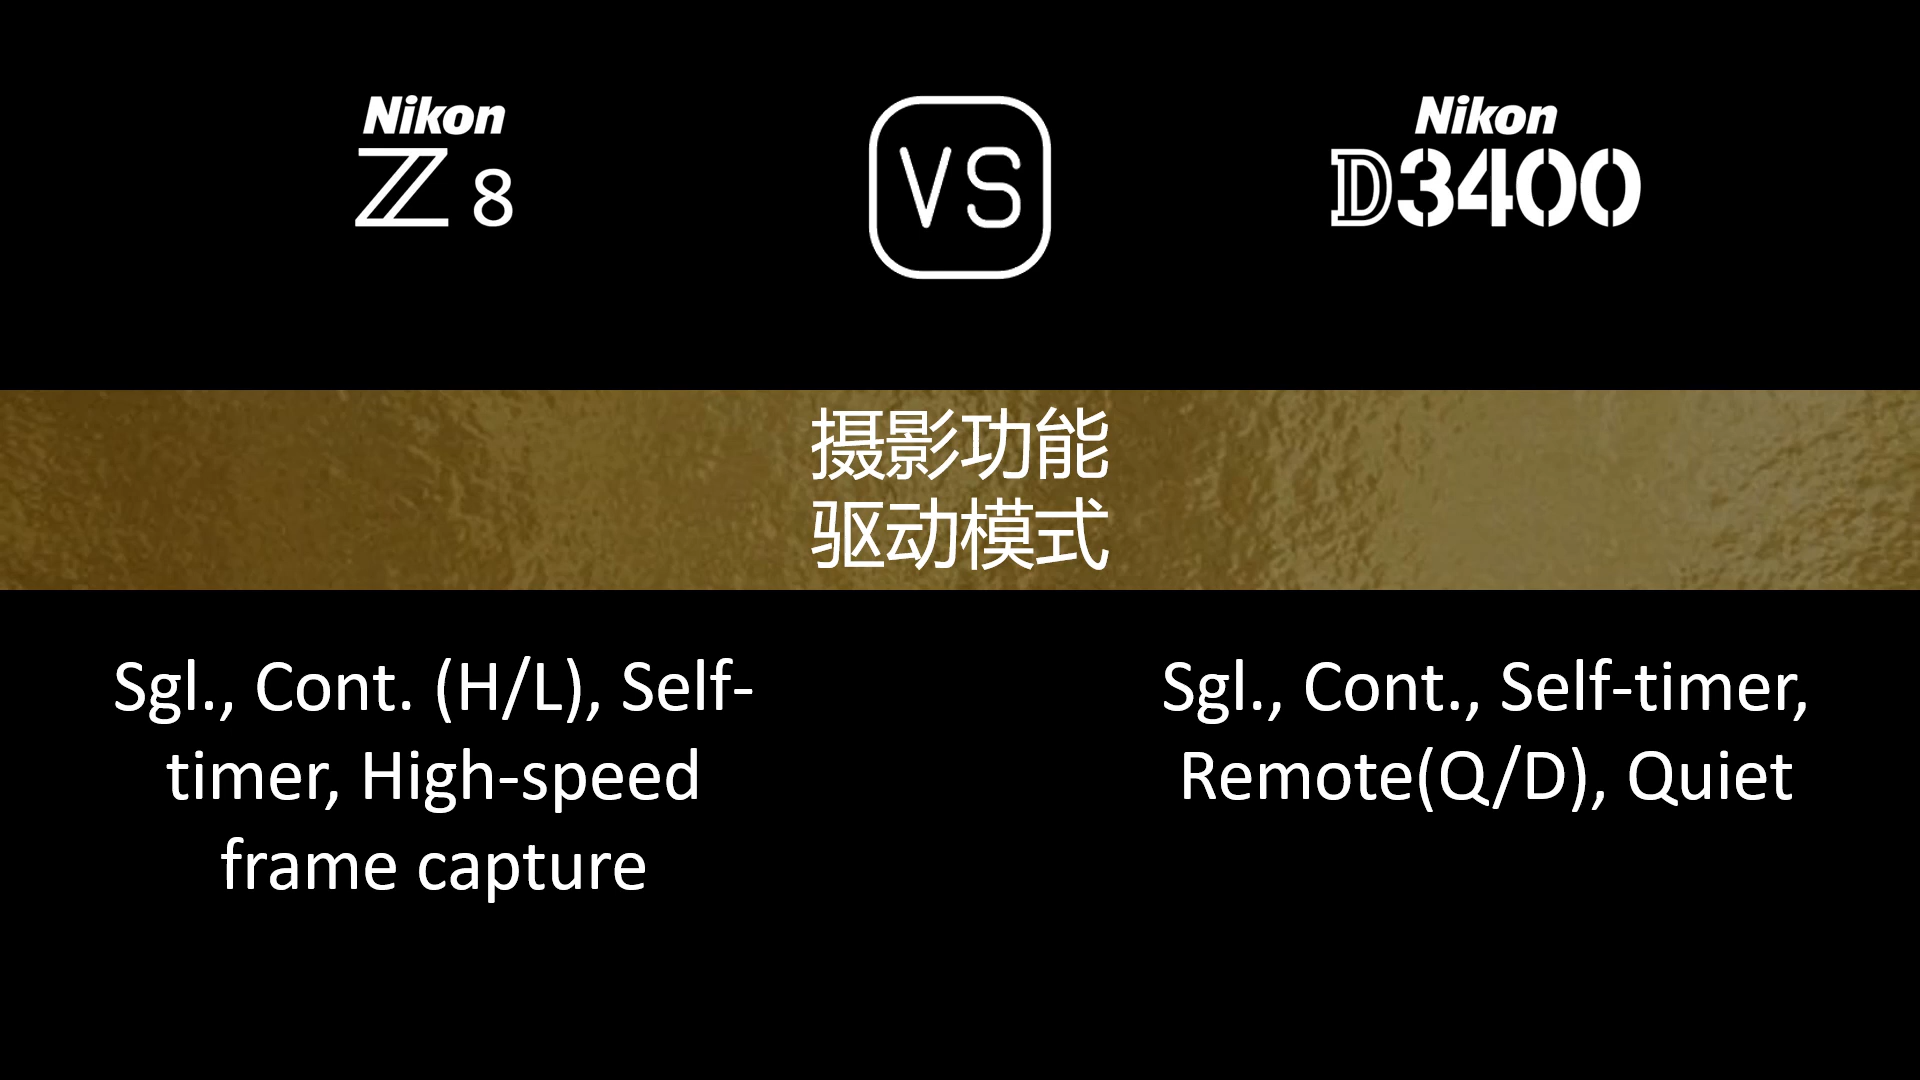 Nikon
Z 8
VS
Nikon
D3400
摄影功能
驱动模式
Sgl., Cont. (H/L), Self-
timer, High-speed
frame capture
Sgl., Cont., Self-timer,
Remote(Q/D), Quiet